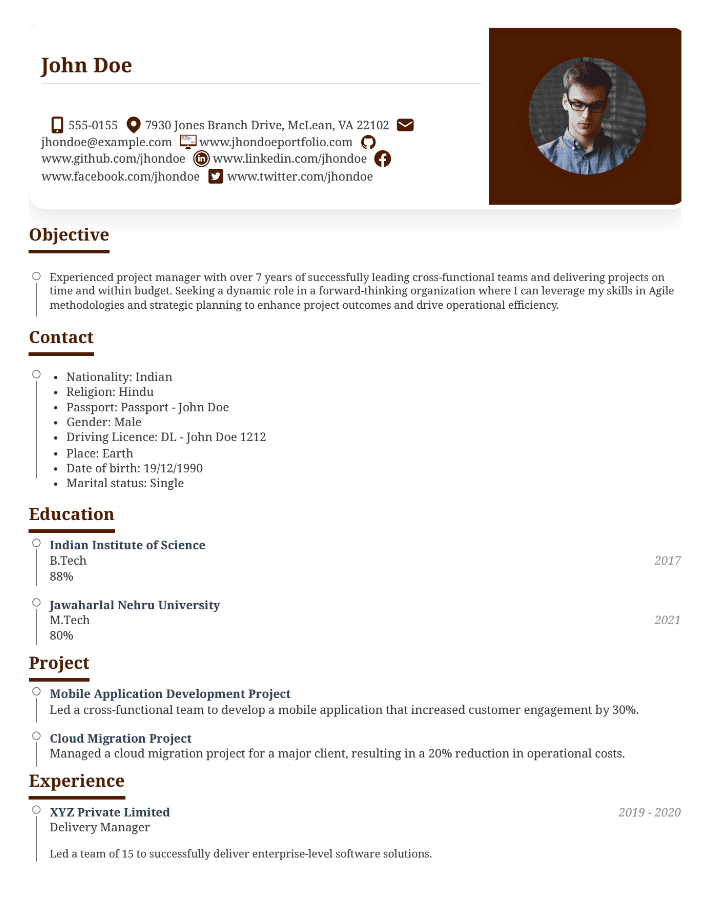 John Doe
555-0155 7930 Jones Branch Drive, McLean, VA 22102
jhondoe@example.com www.jhondoeportfolio.com
www.github.com/jhondoe www.linkedin.com/jhondoe
www.facebook.com/jhondoe www.twitter.com/jhondoe
Objective
Experienced project manager with over 7 years of successfully leading cross-functional teams and delivering projects on
time and within budget. Seeking a dynamic role in a forward-thinking organization where I can leverage my skills in Agile
methodologies and strategic planning to enhance project outcomes and drive operational efficiency.
Contact
• Nationality: Indian
• Religion: Hindu
• Passport: Passport - John Doe
• Gender: Male
• Driving Licence: DL - John Doe 1212
• Place: Earth
• Date of birth: 19/12/1990
• Marital status: Single
Education
Indian Institute of Science
B.Tech 2017
88%
Jawaharlal Nehru University
M.Tech 2021
80%
Project
Mobile Application Development Project
Led a cross-functional team to develop a mobile application that increased customer engagement by 30%.
Cloud Migration Project
Managed a cloud migration project for a major client, resulting in a 20% reduction in operational costs.
Experience
XYZ Private Limited 2019 - 2020
Delivery Manager
Led a team of 15 to successfully deliver enterprise-level software solutions.